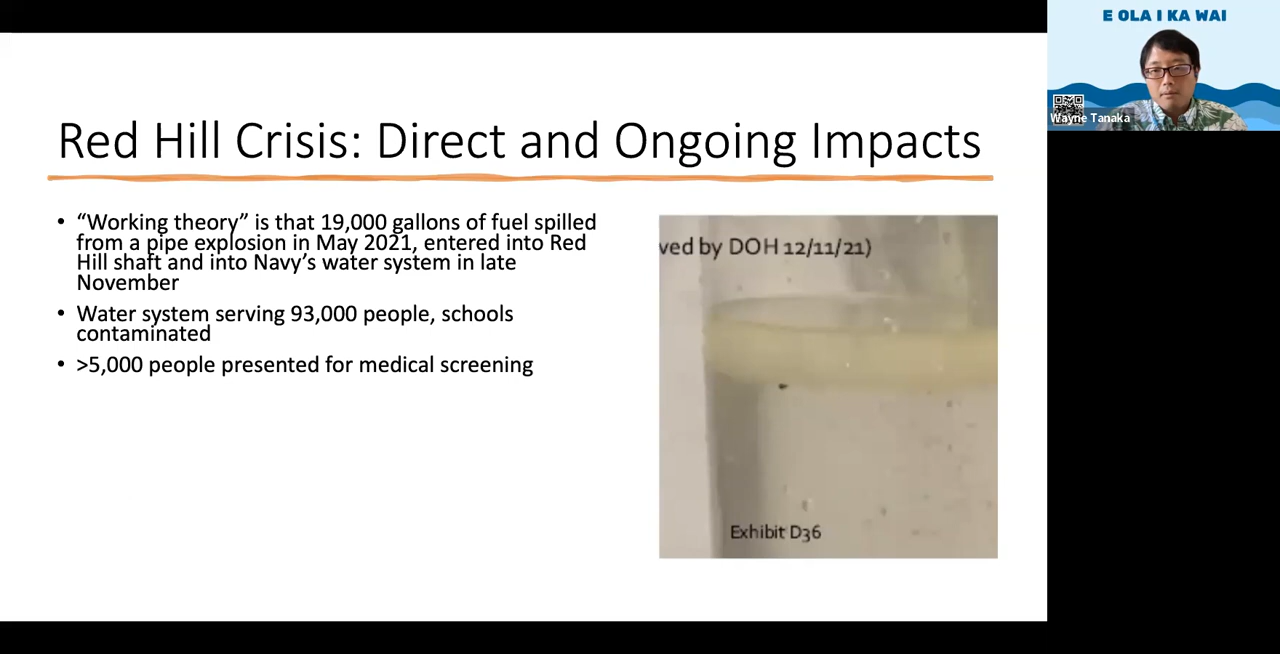 E OLA I KA WAI
Wayne Tanaka
Red Hill Crisis: Direct and Ongoing Impacts
• “Working theory” is that 19,000 gallons of fuel spilled
from a pipe explosion in May 2021, entered into Red
Hill shaft and into Navy’s water system in late
November
• Water system serving 93,000 people, schools
contaminated
• >5,000 people presented for medical screening
ved by DOH 12/11/21)
Exhibit D36